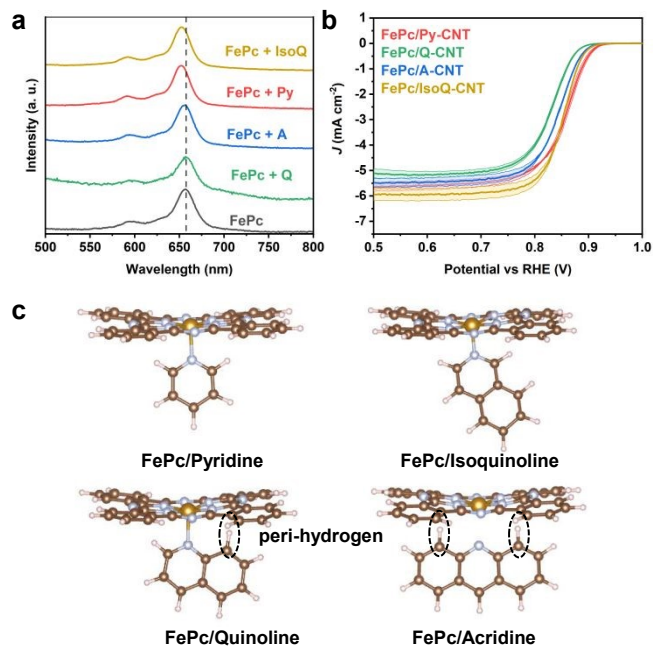 a
FePc + IsoQ
FePc + Py
FePc + A
FePc + Q
FePc
Intensity (a. u.)
500 550 600 650 700 750 800
Wavelength (nm)
b
FePc/Py-CNT
FePc/Q-CNT
FePc/A-CNT
FePc/IsoQ-CNT
J (mA cm-2)
1
0
-1
-2
-3
-4
-5
-6
-7
0.5 0.6 0.7 0.8 0.9 1.0
Potential vs RHE (V)
c
FePc/Pyridine
FePc/Isoquinoline
peri-hydrogen
FePc/Quinoline
FePc/Acridine